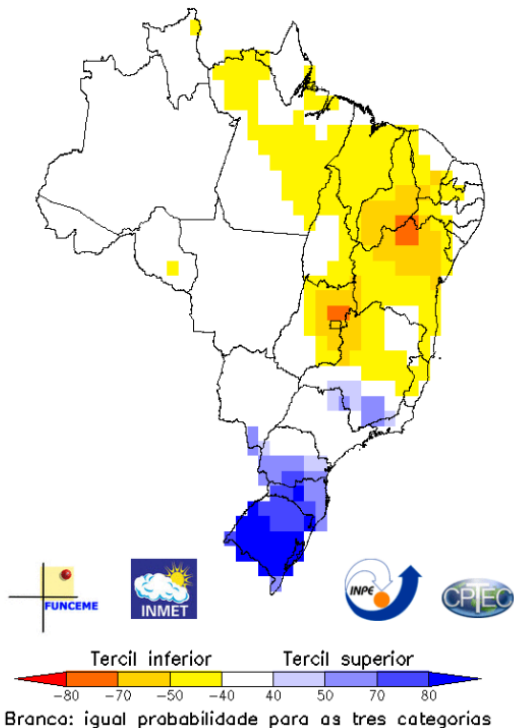 FUNCEME
INMET
INPE
CPTEC
Tercil inferior Tercil superior
-80 -70 -50 -40 40 50 70 80
Branca: igual probabilidade para as tres categorias